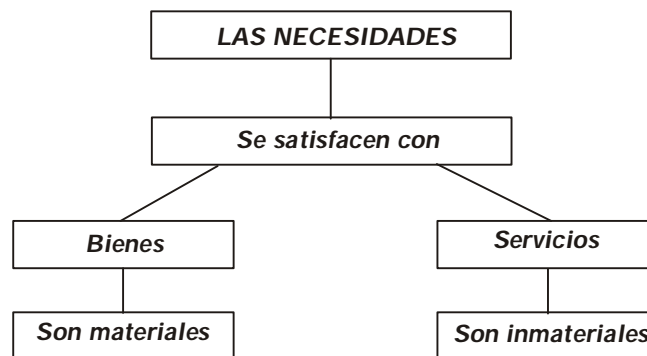 LAS NECESIDADES
Se satisfacen con
Bienes
Servicios
Son materiales
Son inmateriales